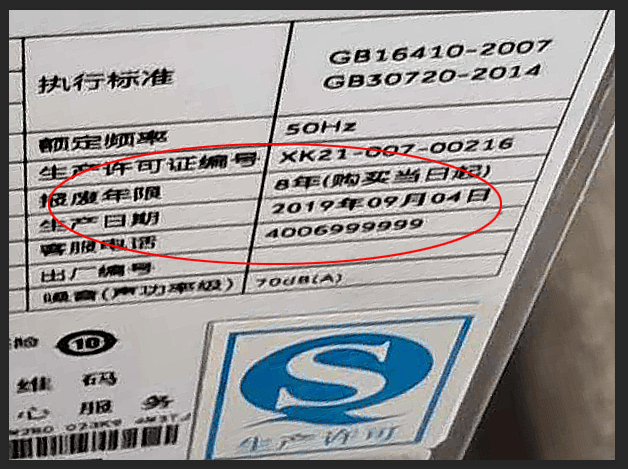 执行标准 GB16410-2007
GB30720-2014
额定频率 50Hz
生产许可证编号 XK21-007-00216
报废年限 8年(购买当日起)
生产日期 2019年09月04日
客服电话 4006999999
出厂编号
噪音(声功率级) 70dB(A)
10
维 码
心 服 务
生产许可